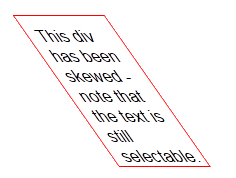 This div
has been
skewed -
note that
the text is
still
selectable.